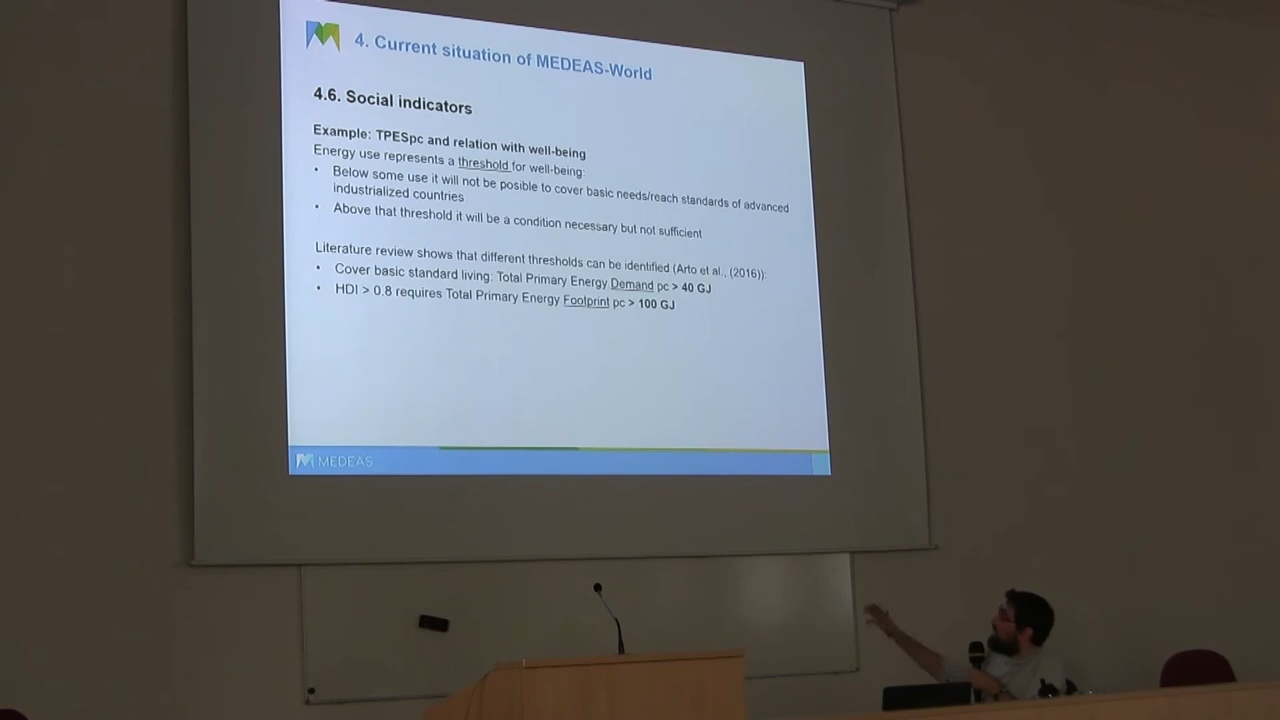 4. Current situation of MEDEAS-World
4.6. Social indicators
Example: TPESpc and relation with well-being
Energy use represents a threshold for well-being:
• Below some use it will not be posible to cover basic needs/reach standards of advanced
industrialized countries
• Above that threshold it will be a condition necessary but not sufficient
Literature review shows that different thresholds can be identified (Arto et al., (2016)):
• Cover basic standard living: Total Primary Energy Demand pc > 40 GJ
• HDI > 0.8 requires Total Primary Energy Footprint pc > 100 GJ
MEDEAS